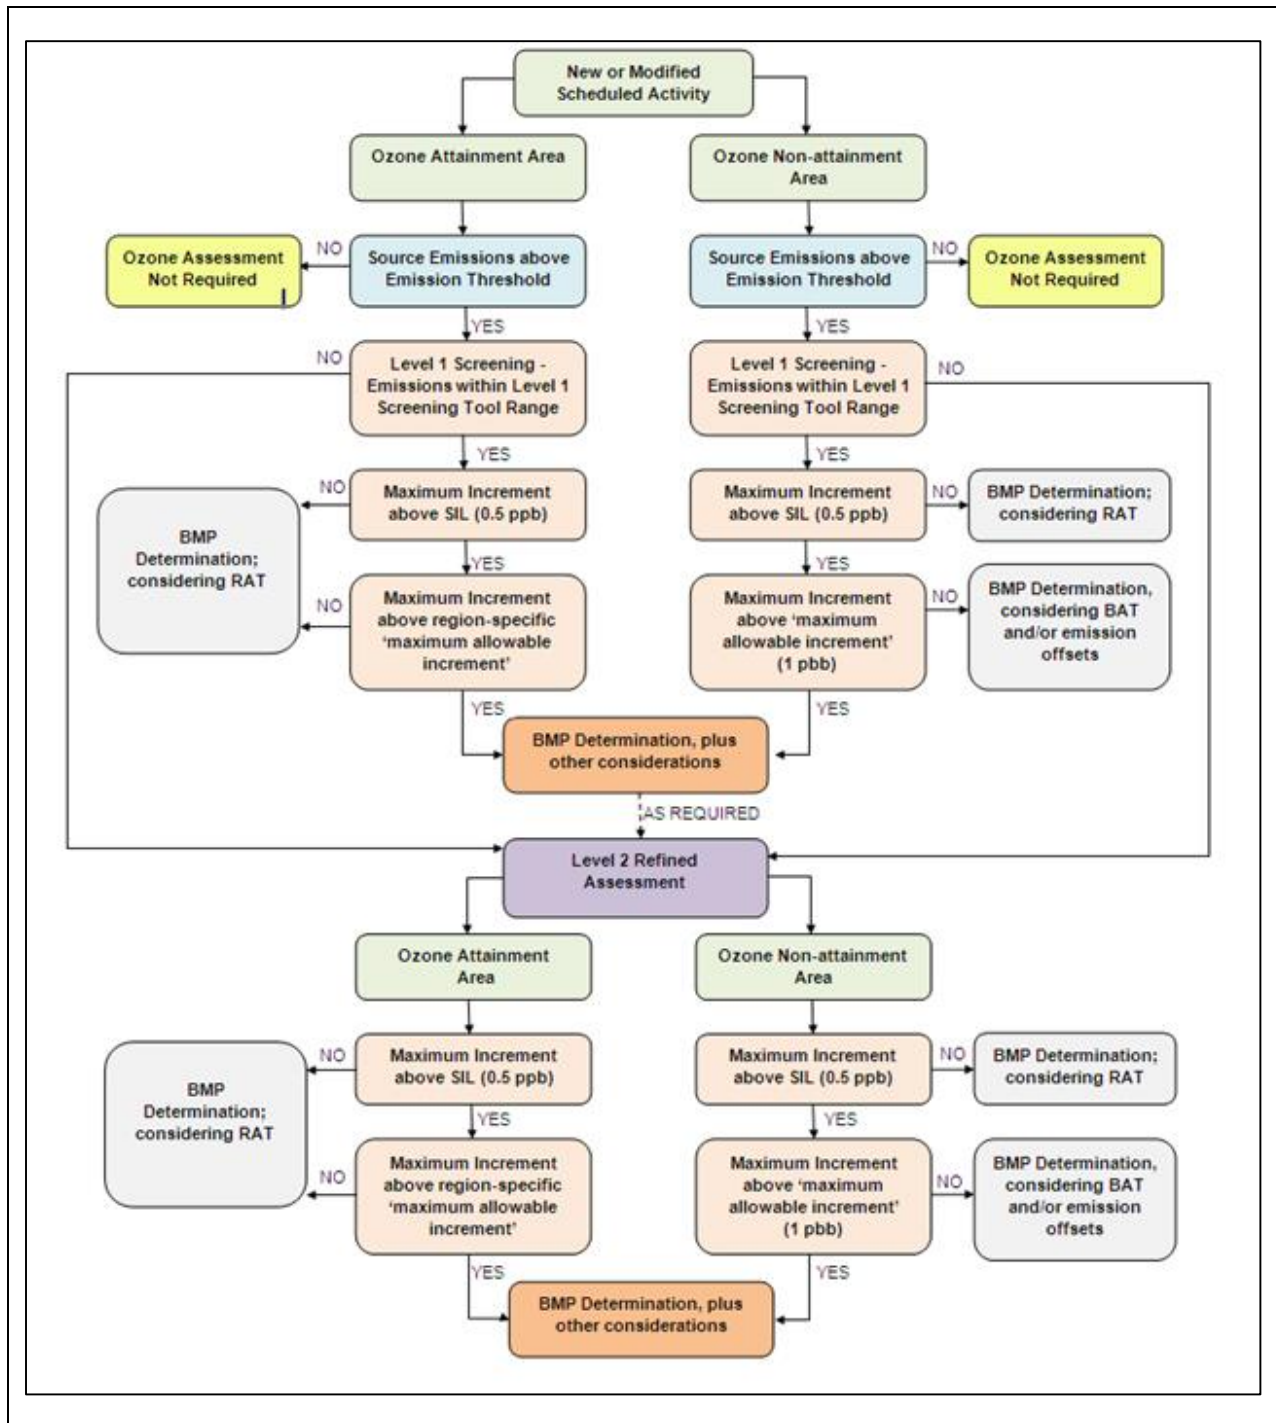 New or Modified
Scheduled Activity
Ozone Attainment Area
Ozone Non-attainment
Area
Ozone Assessment
Not Required
NO
Source Emissions above
Emission Threshold
Source Emissions above
Emission Threshold
NO
Ozone Assessment
Not Required
YES
YES
NO
Level 1 Screening -
Emissions within Level 1
Screening Tool Range
Level 1 Screening -
Emissions within Level 1
Screening Tool Range
NO
YES
YES
NO
Maximum Increment
above SIL (0.5 ppb)
Maximum Increment
above SIL (0.5 ppb)
NO
BMP Determination;
considering RAT
BMP
Determination;
considering RAT
YES
YES
NO
Maximum Increment
above region-specific
‘maximum allowable
increment’
Maximum Increment
above ‘maximum
allowable increment’
(1 pbb)
NO
BMP Determination,
considering BAT
and/or emission
offsets
YES
YES
BMP Determination, plus
other considerations
AS REQUIRED
Level 2 Refined
Assessment
Ozone Attainment
Area
Ozone Non-attainment
Area
BMP
Determination;
considering RAT
NO
Maximum Increment
above SIL (0.5 ppb)
Maximum Increment
above SIL (0.5 ppb)
NO
BMP Determination;
considering RAT
YES
YES
NO
Maximum Increment
above region-specific
‘maximum allowable
increment’
Maximum Increment
above ‘maximum
allowable increment’
(1 pbb)
NO
BMP Determination,
considering BAT
and/or emission
offsets
YES
YES
BMP Determination, plus
other considerations